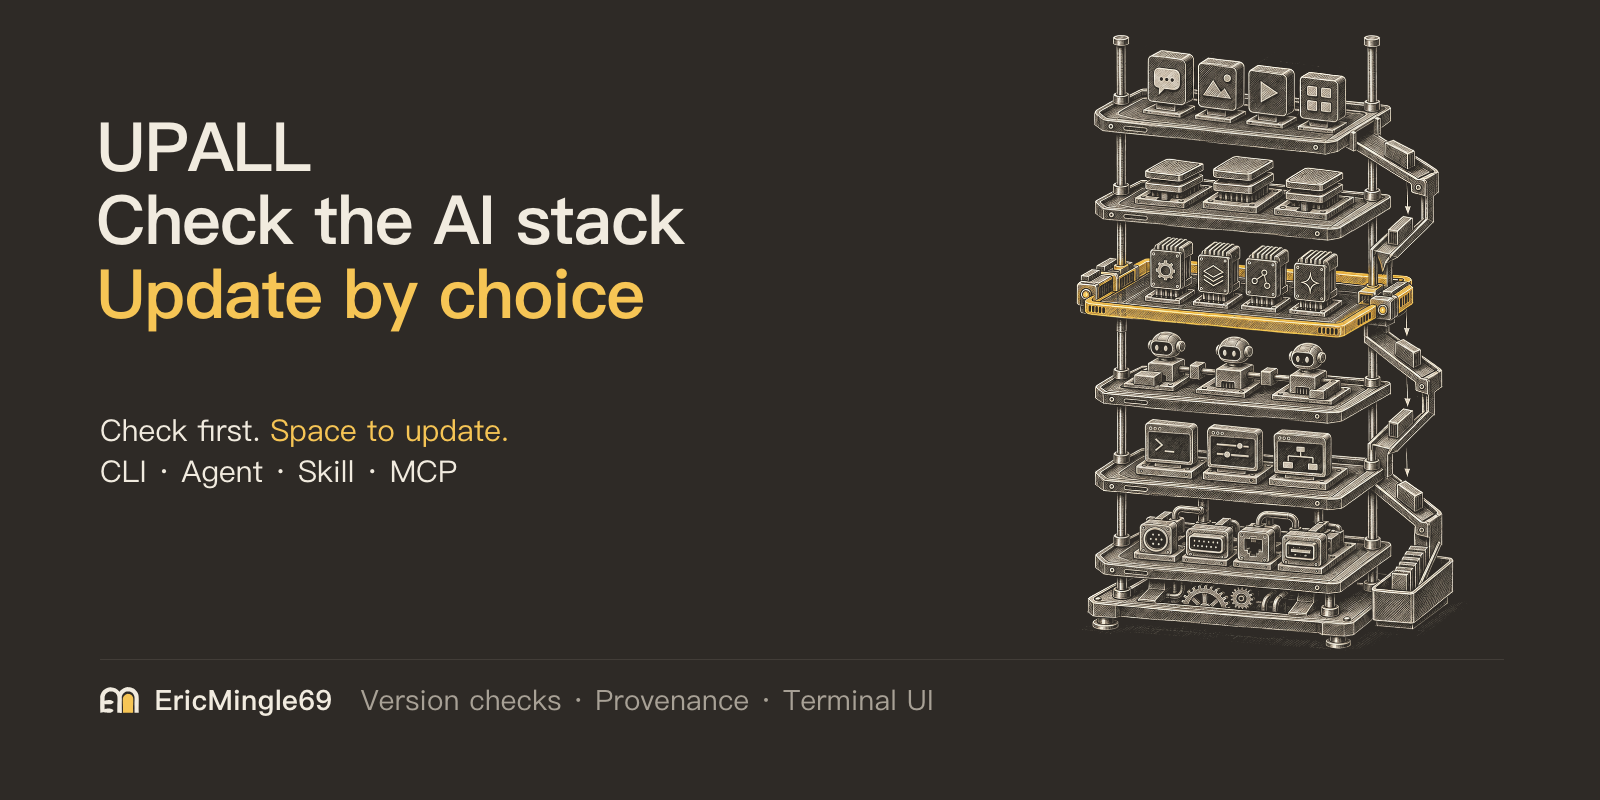 UPALL
Check the AI stack
Update by choice
Check first. Space to update.
CLI · Agent · Skill · MCP
EricMingle69 Version checks · Provenance · Terminal UI